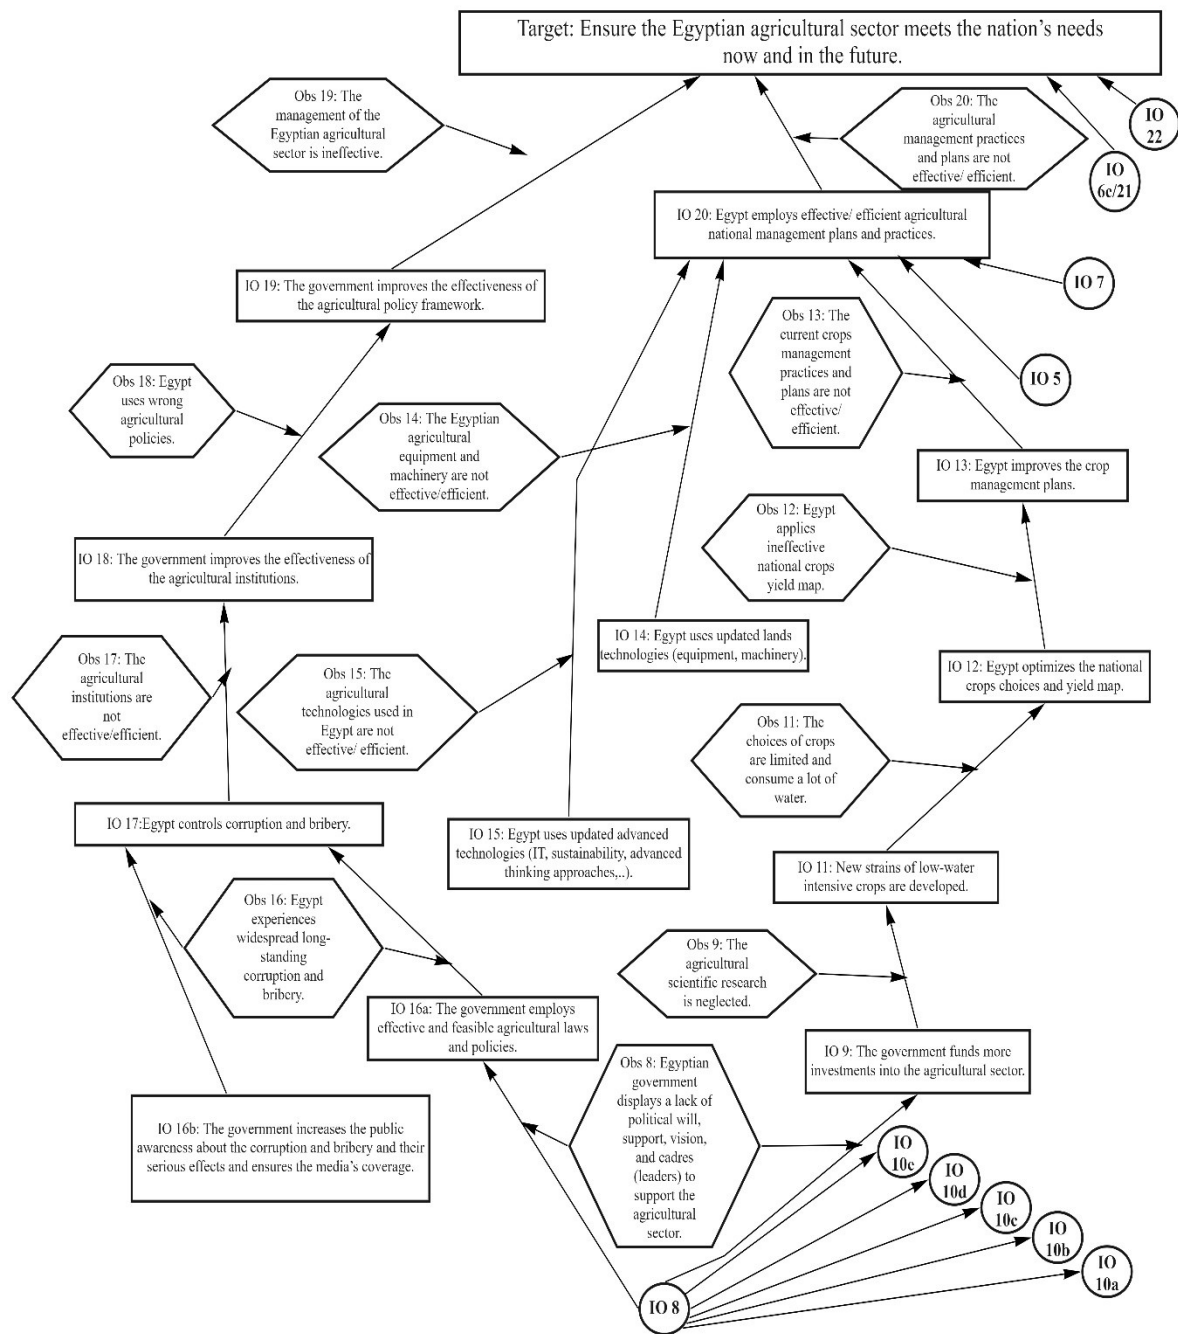 Target: Ensure the Egyptian agricultural sector meets the nation's needs
now and in the future.
Obs 19: The
management of the
Egyptian agricultural
sector is ineffective.
Obs 20: The
agricultural
management practices
and plans are not
effective/ efficient.
IO
22
IO
6c/21
IO 20: Egypt employs effective/ efficient agricultural
national management plans and practices.
IO 19: The government improves the effectiveness of
the agricultural policy framework.
IO 7
Obs 13: The
current crops
management
practices and
plans are not
effective/
efficient.
IO 5
Obs 18: Egypt
uses wrong
agricultural
policies.
Obs 14: The Egyptian
agricultural
equipment and
machinery are not
effective/efficient.
IO 13: Egypt improves the crop
management plans.
Obs 12: Egypt
applies
ineffective
national crops
yield map.
IO 18: The government improves the effectiveness of
the agricultural institutions.
IO 14: Egypt uses updated lands
technologies (equipment, machinery).
Obs 17: The
agricultural
institutions are
not
effective/efficient.
Obs 15: The
agricultural
technologies used in
Egypt are not
effective/ efficient.
IO 12: Egypt optimizes the national
crops choices and yield map.
Obs 11: The
choices of crops
are limited and
consume a lot of
water.
IO 17:Egypt controls corruption and bribery.
IO 15: Egypt uses updated advanced
technologies (IT, sustainability, advanced
thinking approaches,..).
IO 11: New strains of low-water
intensive crops are developed.
Obs 16: Egypt
experiences
widespread long-
standing
corruption and
bribery.
Obs 9: The
agricultural
scientific research
is neglected.
IO 16a: The government employs
effective and feasible agricultural laws
and policies.
IO 9: The government funds more
investments into the agricultural sector.
Obs 8: Egyptian
government
displays a lack of
political will,
support, vision,
and cadres
(leaders) to
support the
agricultural
sector.
IO 16b: The government increases the public
awareness about the corruption and bribery and their
serious effects and ensures the media's coverage.
IO
10e
IO
10d
IO
10c
IO
10b
IO
10a
IO 8